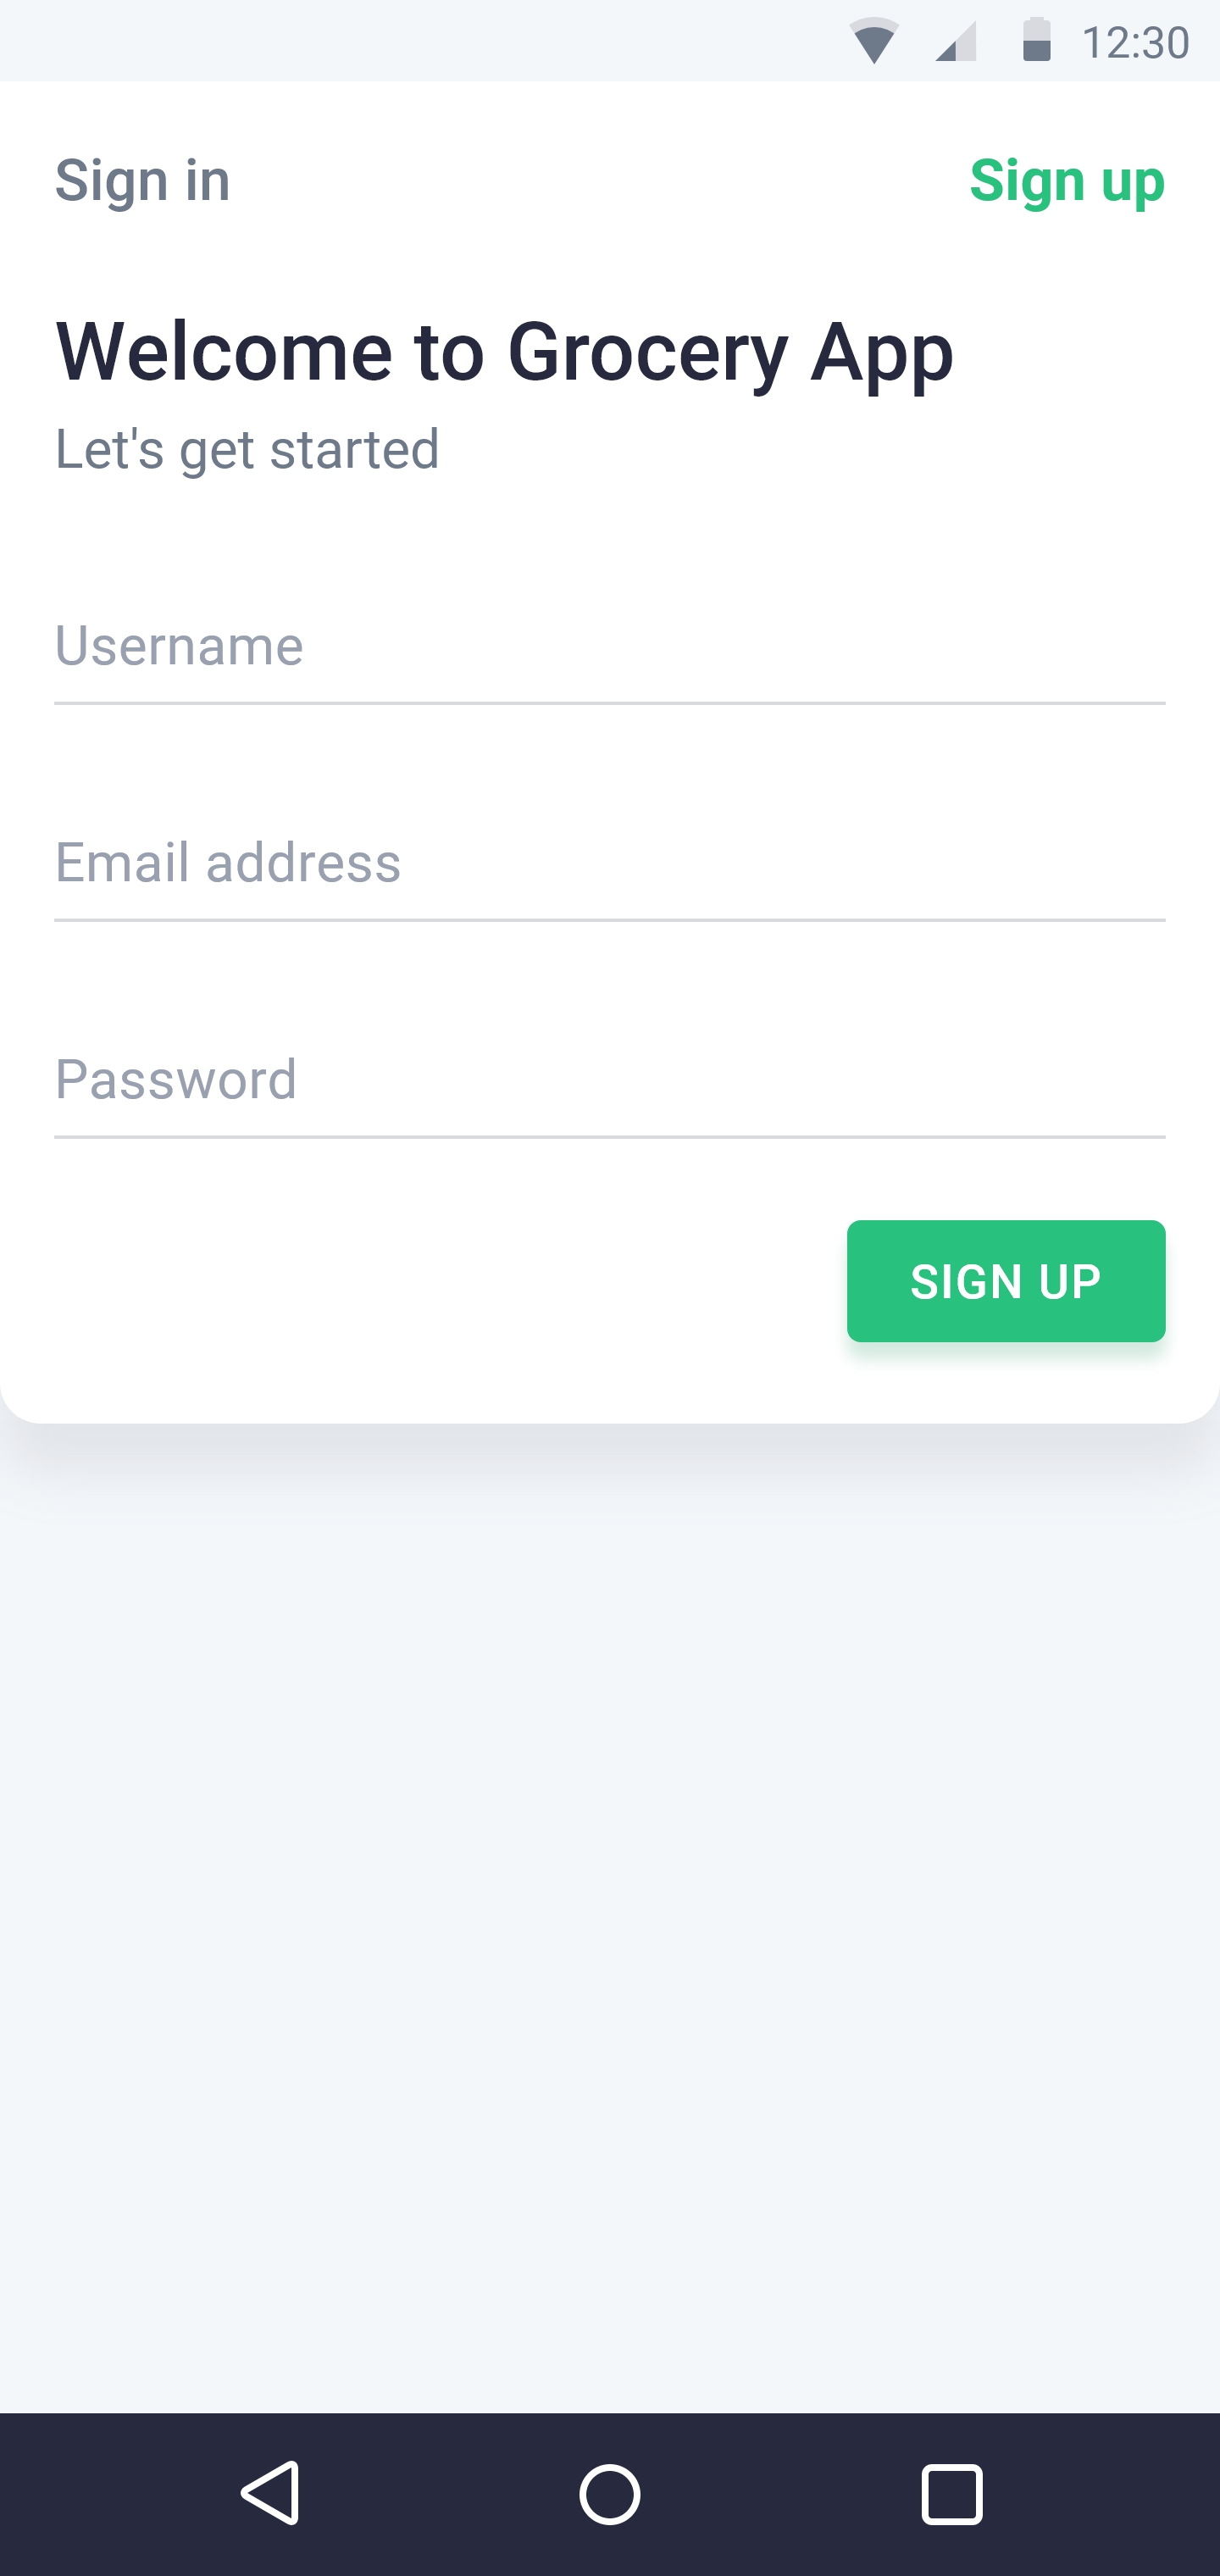 12:30
Sign in
Sign up
Welcome to Grocery App
Let's get started
Username
Email address
Password
SIGN UP